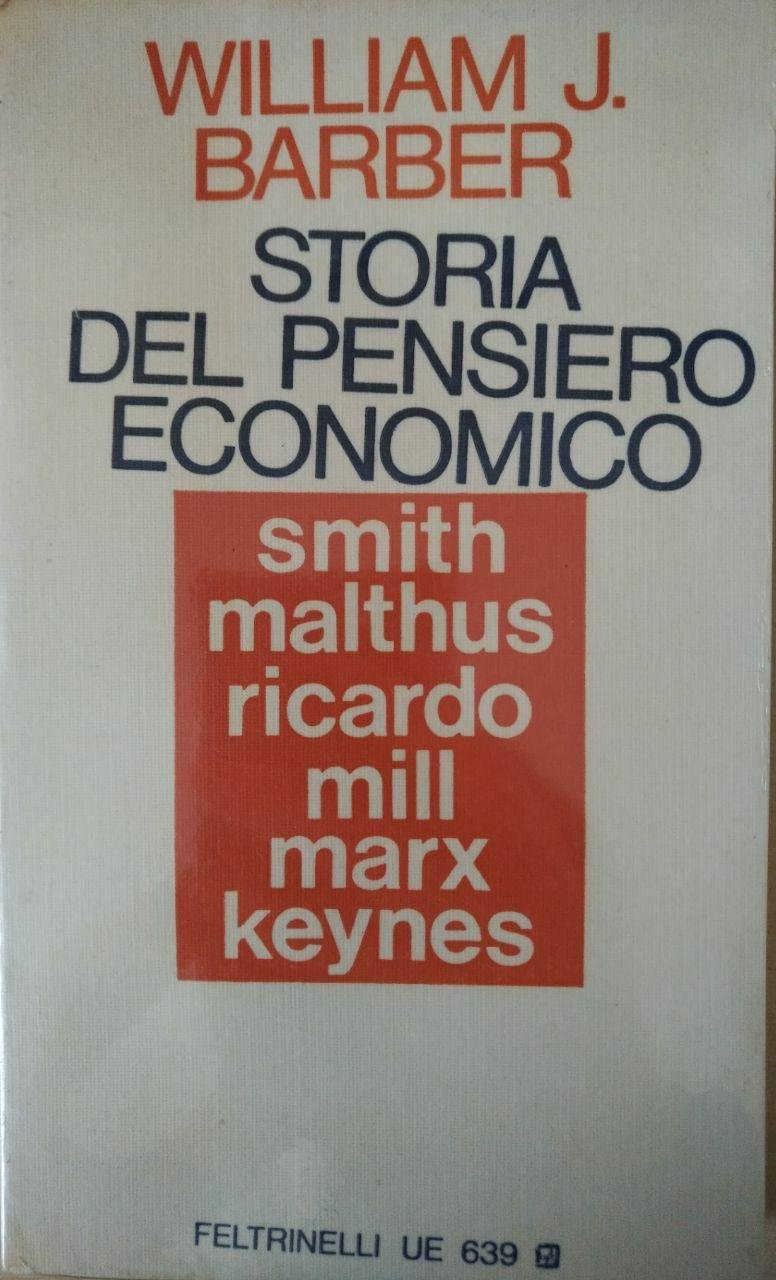 WILLIAM J.
BARBER
STORIA
DEL PENSIERO
ECONOMICO
smith
malthus
ricardo
mill
marx
keynes
FELTRINELLI UE 639